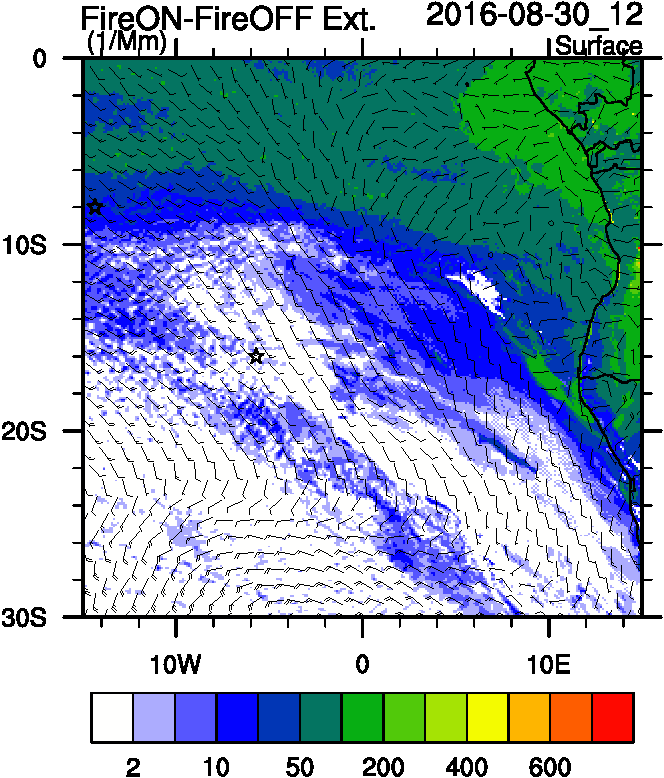 FireON-FireOFF Ext. 2016-08-30_12
(1/Mm) Surface
0
10S
20S
30S
10W 0 10E
2 10 50 200 400 600